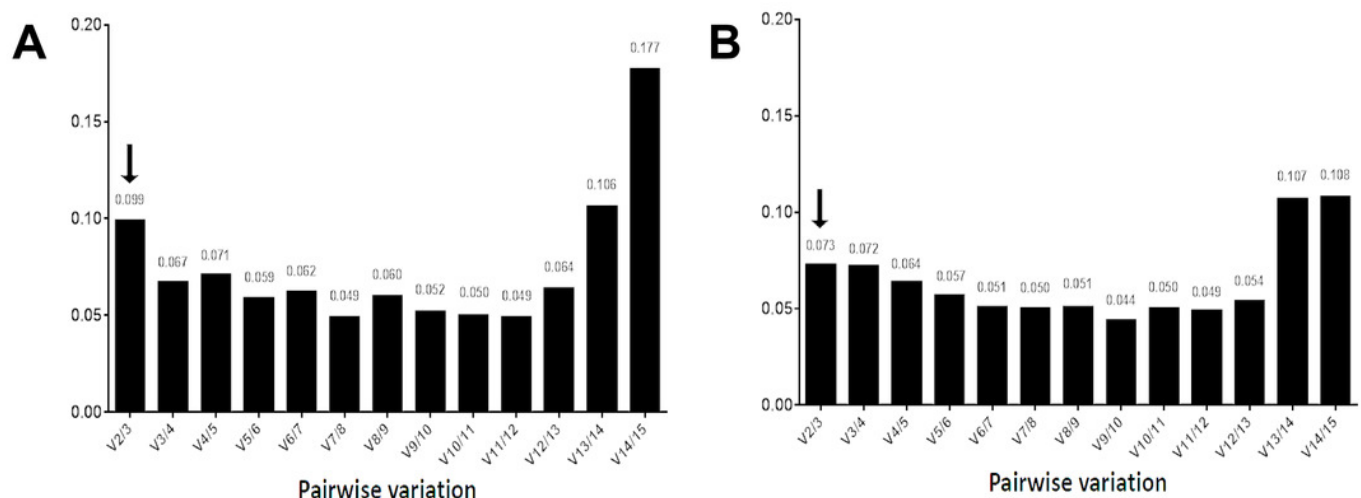 A
0.20
0.15
0.10
0.05
0.00
0.099
0.067
0.071
0.059
0.062
0.049
0.060
0.052
0.050
0.049
0.064
0.106
0.177
V2/3
V3/4
V4/5
V5/6
V6/7
V7/8
V8/9
V9/10
V10/11
V11/12
V12/13
V13/14
V14/15
Pairwise variation
B
0.20
0.15
0.10
0.05
0.00
0.073
0.072
0.064
0.057
0.051
0.050
0.051
0.044
0.050
0.049
0.054
0.107
0.108
V2/3
V3/4
V4/5
V5/6
V6/7
V7/8
V8/9
V9/10
V10/11
V11/12
V12/13
V13/14
V14/15
Pairwise variation